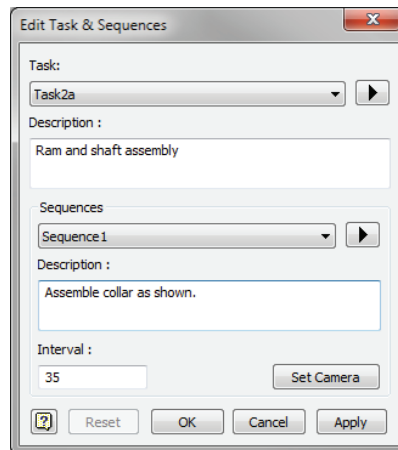 Edit Task & Sequences
Task:
Task2a
Description :
Ram and shaft assembly
Sequences
Sequence1
Description :
Assemble collar as shown.
Interval :
35
Set Camera
Reset
OK
Cancel
Apply